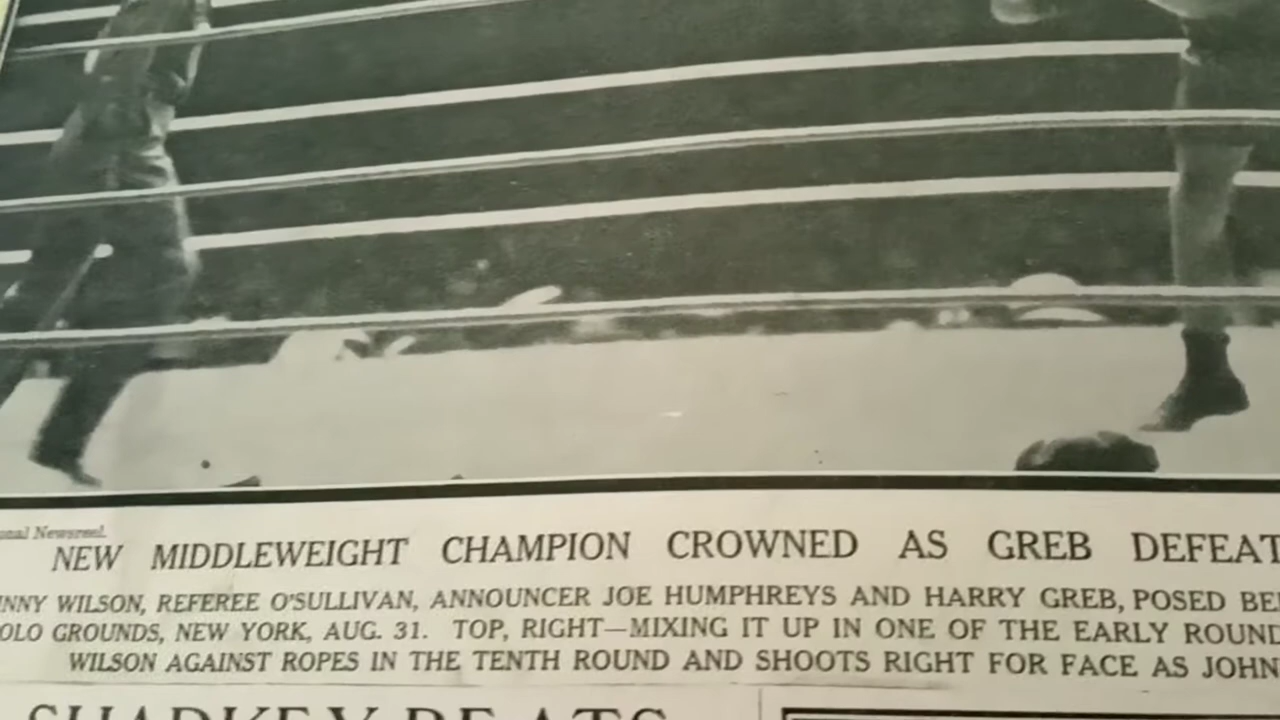 onal Newsreel.
NEW MIDDLEWEIGHT CHAMPION CROWNED AS GREB DEFEAT
NNY WILSON, REFEREE O'SULLIVAN, ANNOUNCER JOE HUMPHREYS AND HARRY GREB, POSED BE
OLO GROUNDS, NEW YORK, AUG. 31. TOP, RIGHT—MIXING IT UP IN ONE OF THE EARLY ROUND
WILSON AGAINST ROPES IN THE TENTH ROUND AND SHOOTS RIGHT FOR FACE AS JOHN
SHARKEY BEATS